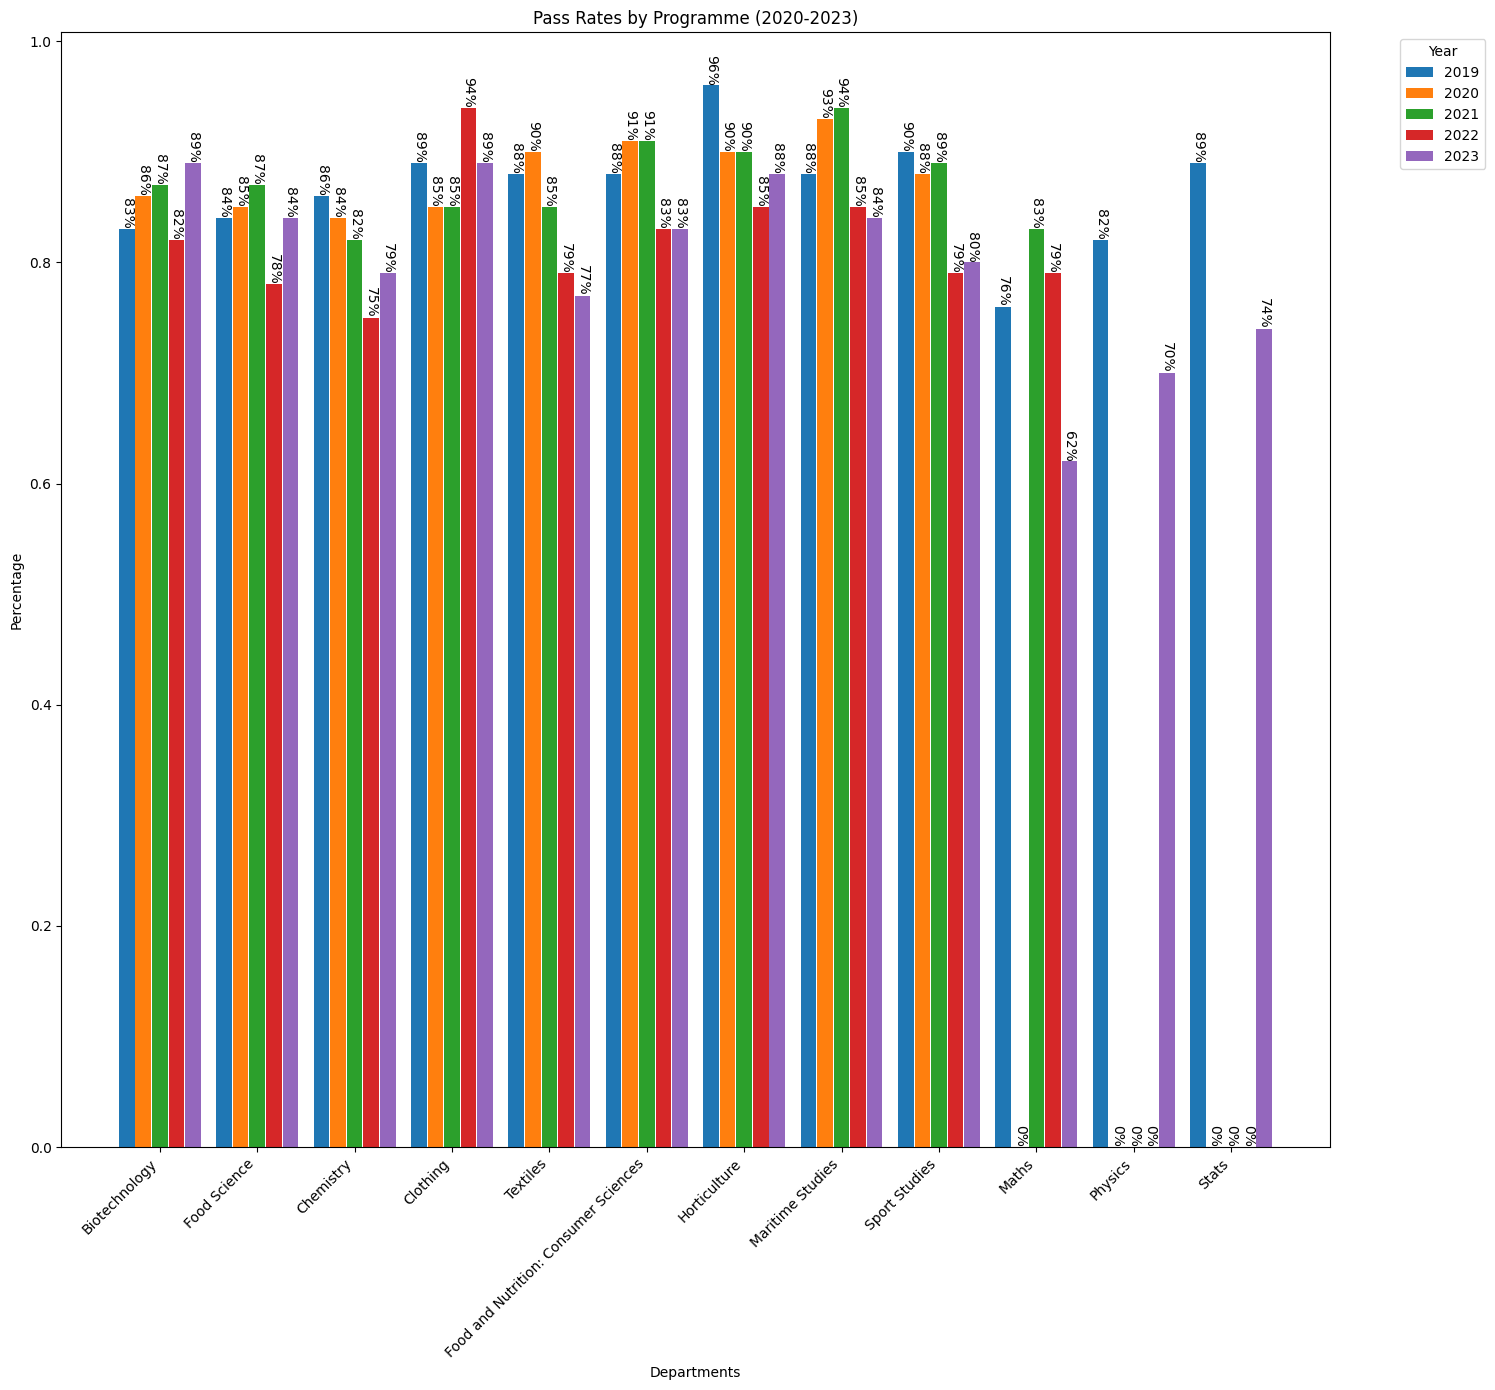 Pass Rates by Programme (2020-2023)
Year
2019
2020
2021
2022
2023
Percentage
1.0
0.8
0.6
0.4
0.2
0.0
83% 86% 87% 82% 89%
84% 85% 87% 78% 84%
86% 84% 82% 75% 79%
89% 85% 85% 94% 89%
88% 90% 85% 79% 77%
88% 91% 91% 83% 83%
96% 90% 90% 85% 88%
88% 93% 94% 85% 84%
90% 88% 89% 79% 80%
76% 0% 83% 79% 62%
82% 0% 0% 0% 70%
89% 0% 0% 0% 74%
Biotechnology
Food Science
Chemistry
Clothing
Textiles
Food and Nutrition: Consumer Sciences
Horticulture
Maritime Studies
Sport Studies
Maths
Physics
Stats
Departments